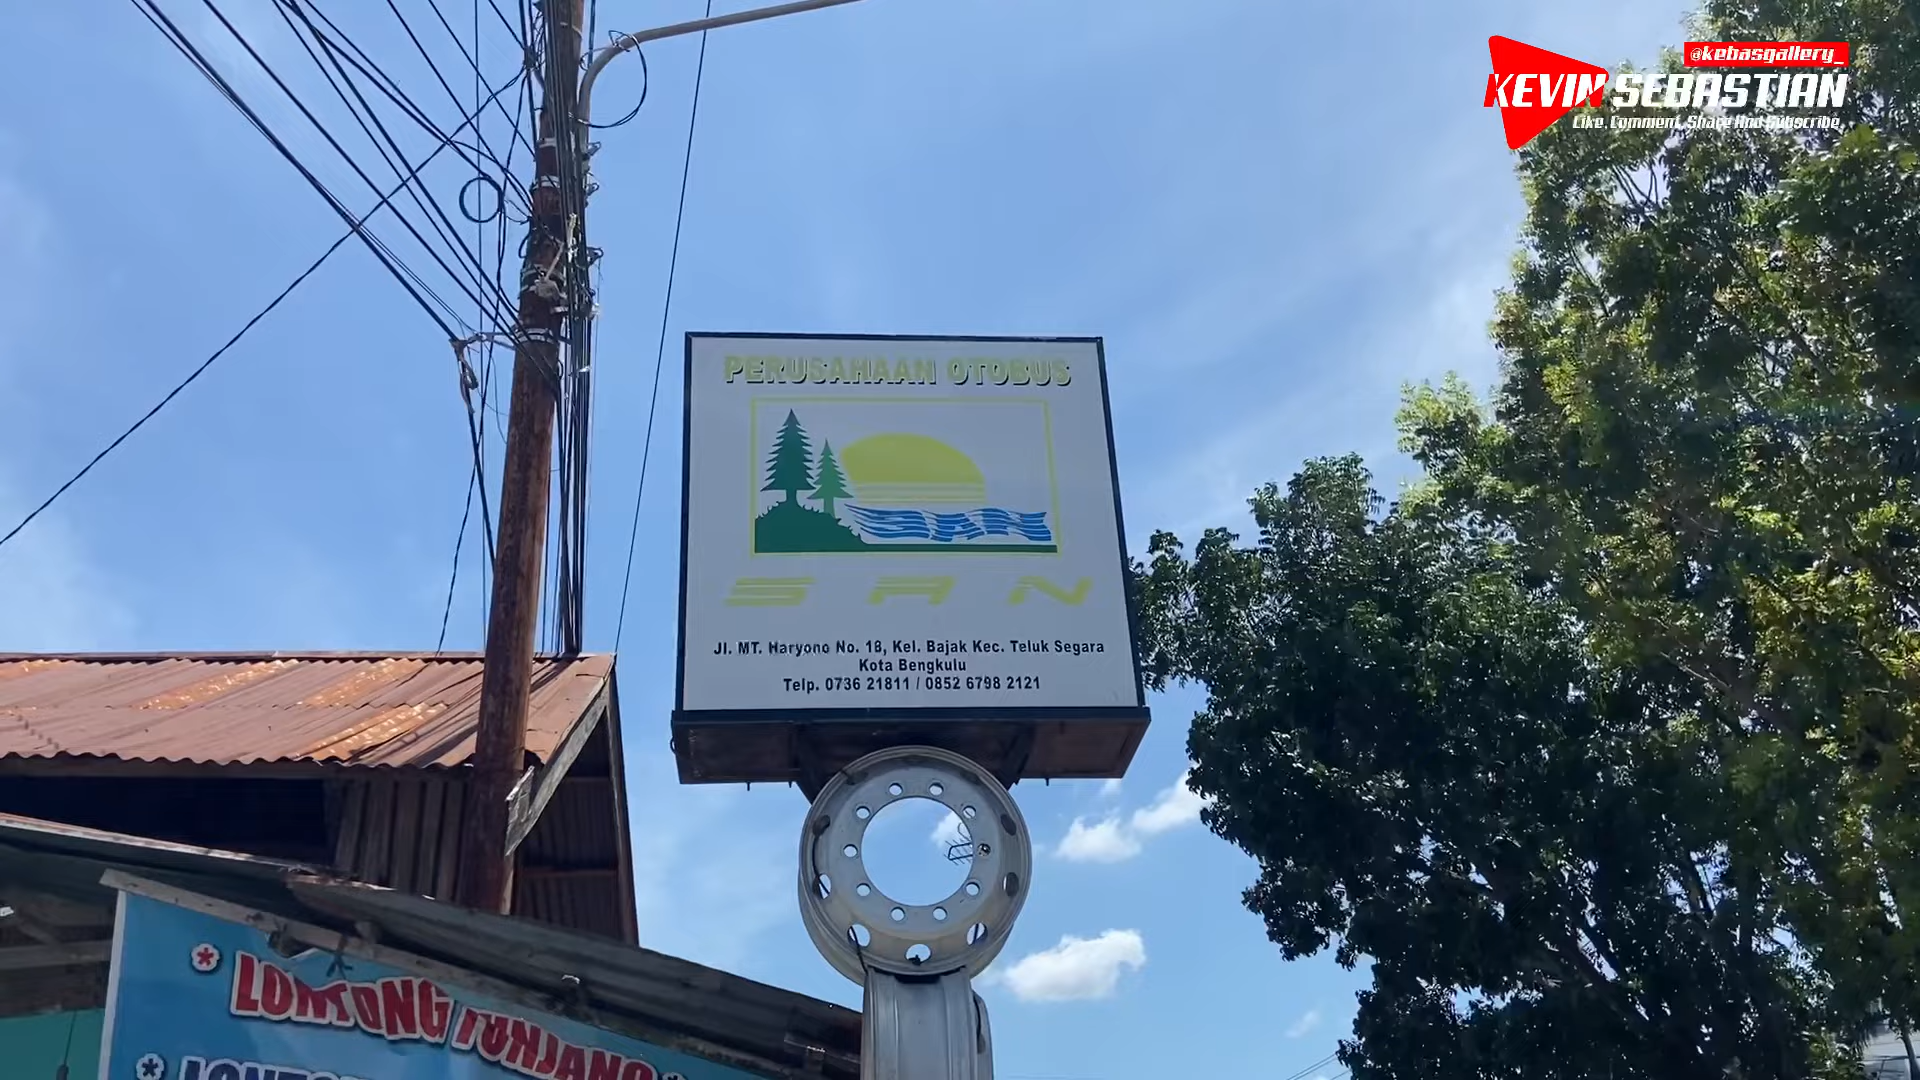 @kebasgallery_
KEVIN SEBASTIAN
Like, Comment, Share And Subscribe
PERUSAHAAN OTOBUS
SAN
SAN
Jl. MT. Haryono No. 18, Kel. Bajak Kec. Teluk Segara
Kota Bengkulu
Telp. 0736 21811 / 0852 6798 2121
* LONTONG TUNJANG *
*